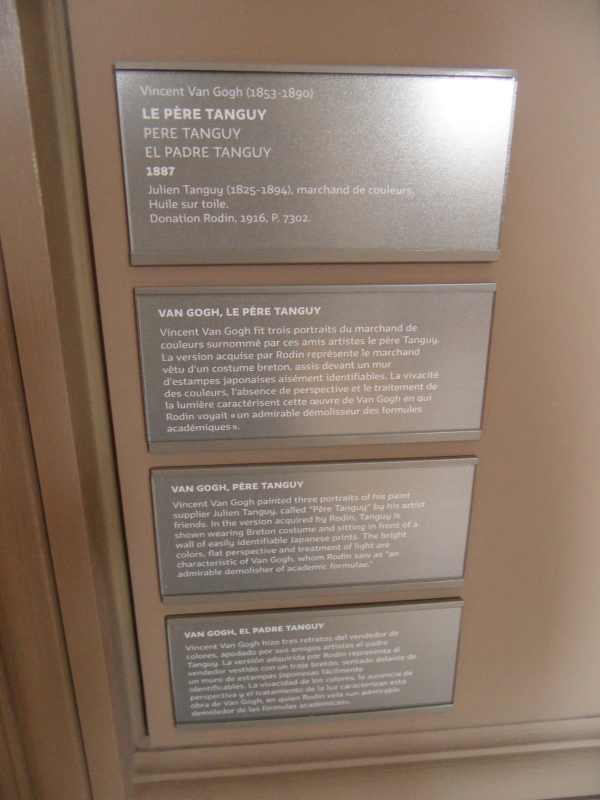 Vincent Van Gogh (1853-1890)
LE PÈRE TANGUY
PERE TANGUY
EL PADRE TANGUY
1887
Julien Tanguy (1825-1894), marchand de couleurs.
Huile sur toile.
Donation Rodin, 1916, P. 7302.
VAN GOGH, LE PÈRE TANGUY
Vincent Van Gogh fit trois portraits du marchand de
couleurs surnommé par ces amis artistes le père Tanguy.
La version acquise par Rodin représente le marchand
vêtu d'un costume breton, assis devant un mur
d'estampes japonaises aisément identifiables. La vivacité
des couleurs, l'absence de perspective et le traitement de
la lumière caractérisent cette œuvre de Van Gogh en qui
Rodin voyait « un admirable démolisseur des formules
académiques ».
VAN GOGH, PÈRE TANGUY
Vincent Van Gogh painted three portraits of his paint
supplier Julien Tanguy, called "Père Tanguy" by his artist
friends. In the version acquired by Rodin, Tanguy is
shown wearing Breton costume and sitting in front of a
wall of easily identifiable Japanese prints. The bright
colors, flat perspective and treatment of light are
characteristic of Van Gogh, whom Rodin saw as "an
admirable demolisher of academic formulae."
VAN GOGH, EL PADRE TANGUY
Vincent Van Gogh hizo tres retratos del vendedor de
colores, apodado por sus amigos artistas el padre
Tanguy. La versión adquirida por Rodin representa al
vendedor vestido con un traje bretón, sentado delante de
un muro de estampas japonesas fácilmente
identificables. La vivacidad de los colores, la ausencia de
perspectiva y el tratamiento de la luz caracterizan esta
obra de Van Gogh, en quien Rodin veía «un admirable
demoledor de las fórmulas académicas».